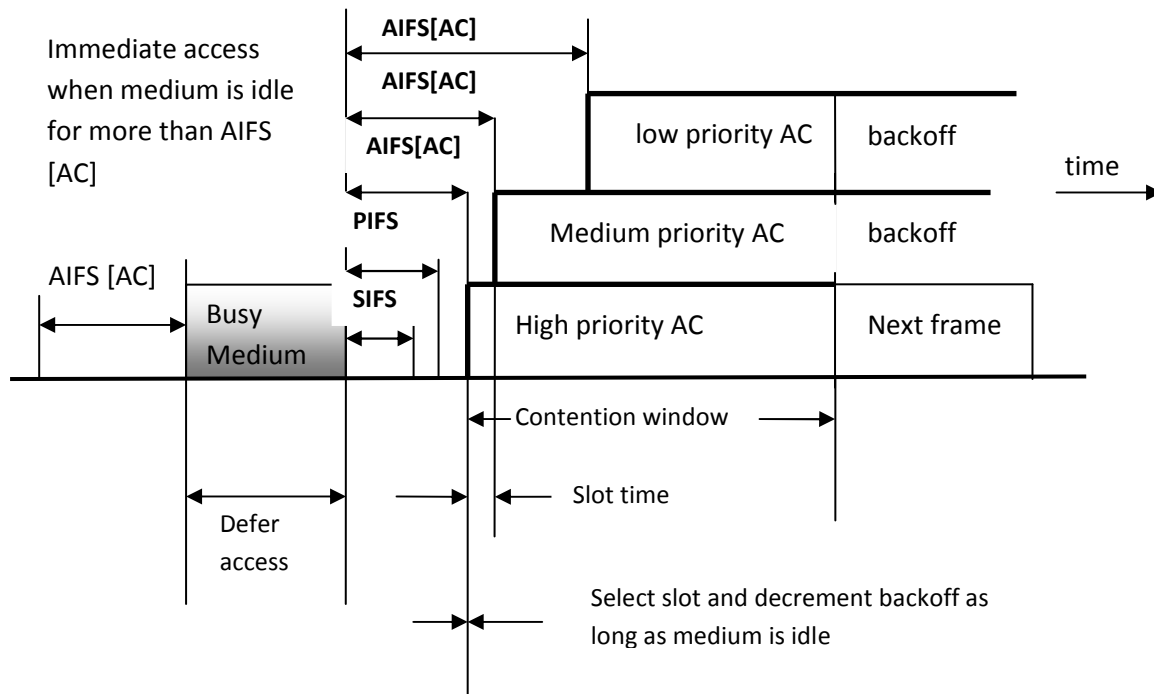 Immediate access
when medium is idle
for more than AIFS
[AC]
AIFS[AC]
AIFS[AC]
AIFS[AC]
PIFS
SIFS
AIFS [AC]
Busy
Medium
low priority AC
backoff
time
Medium priority AC
backoff
High priority AC
Next frame
Contention window
Slot time
Defer
access
Select slot and decrement backoff as
long as medium is idle